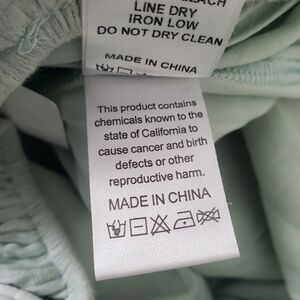 LINE DRY
IRON LOW
DO NOT DRY CLEAN
MADE IN CHINA
This product contains
chemicals known to the
state of California to
cause cancer and birth
defects or other
reproductive harm.
MADE IN CHINA